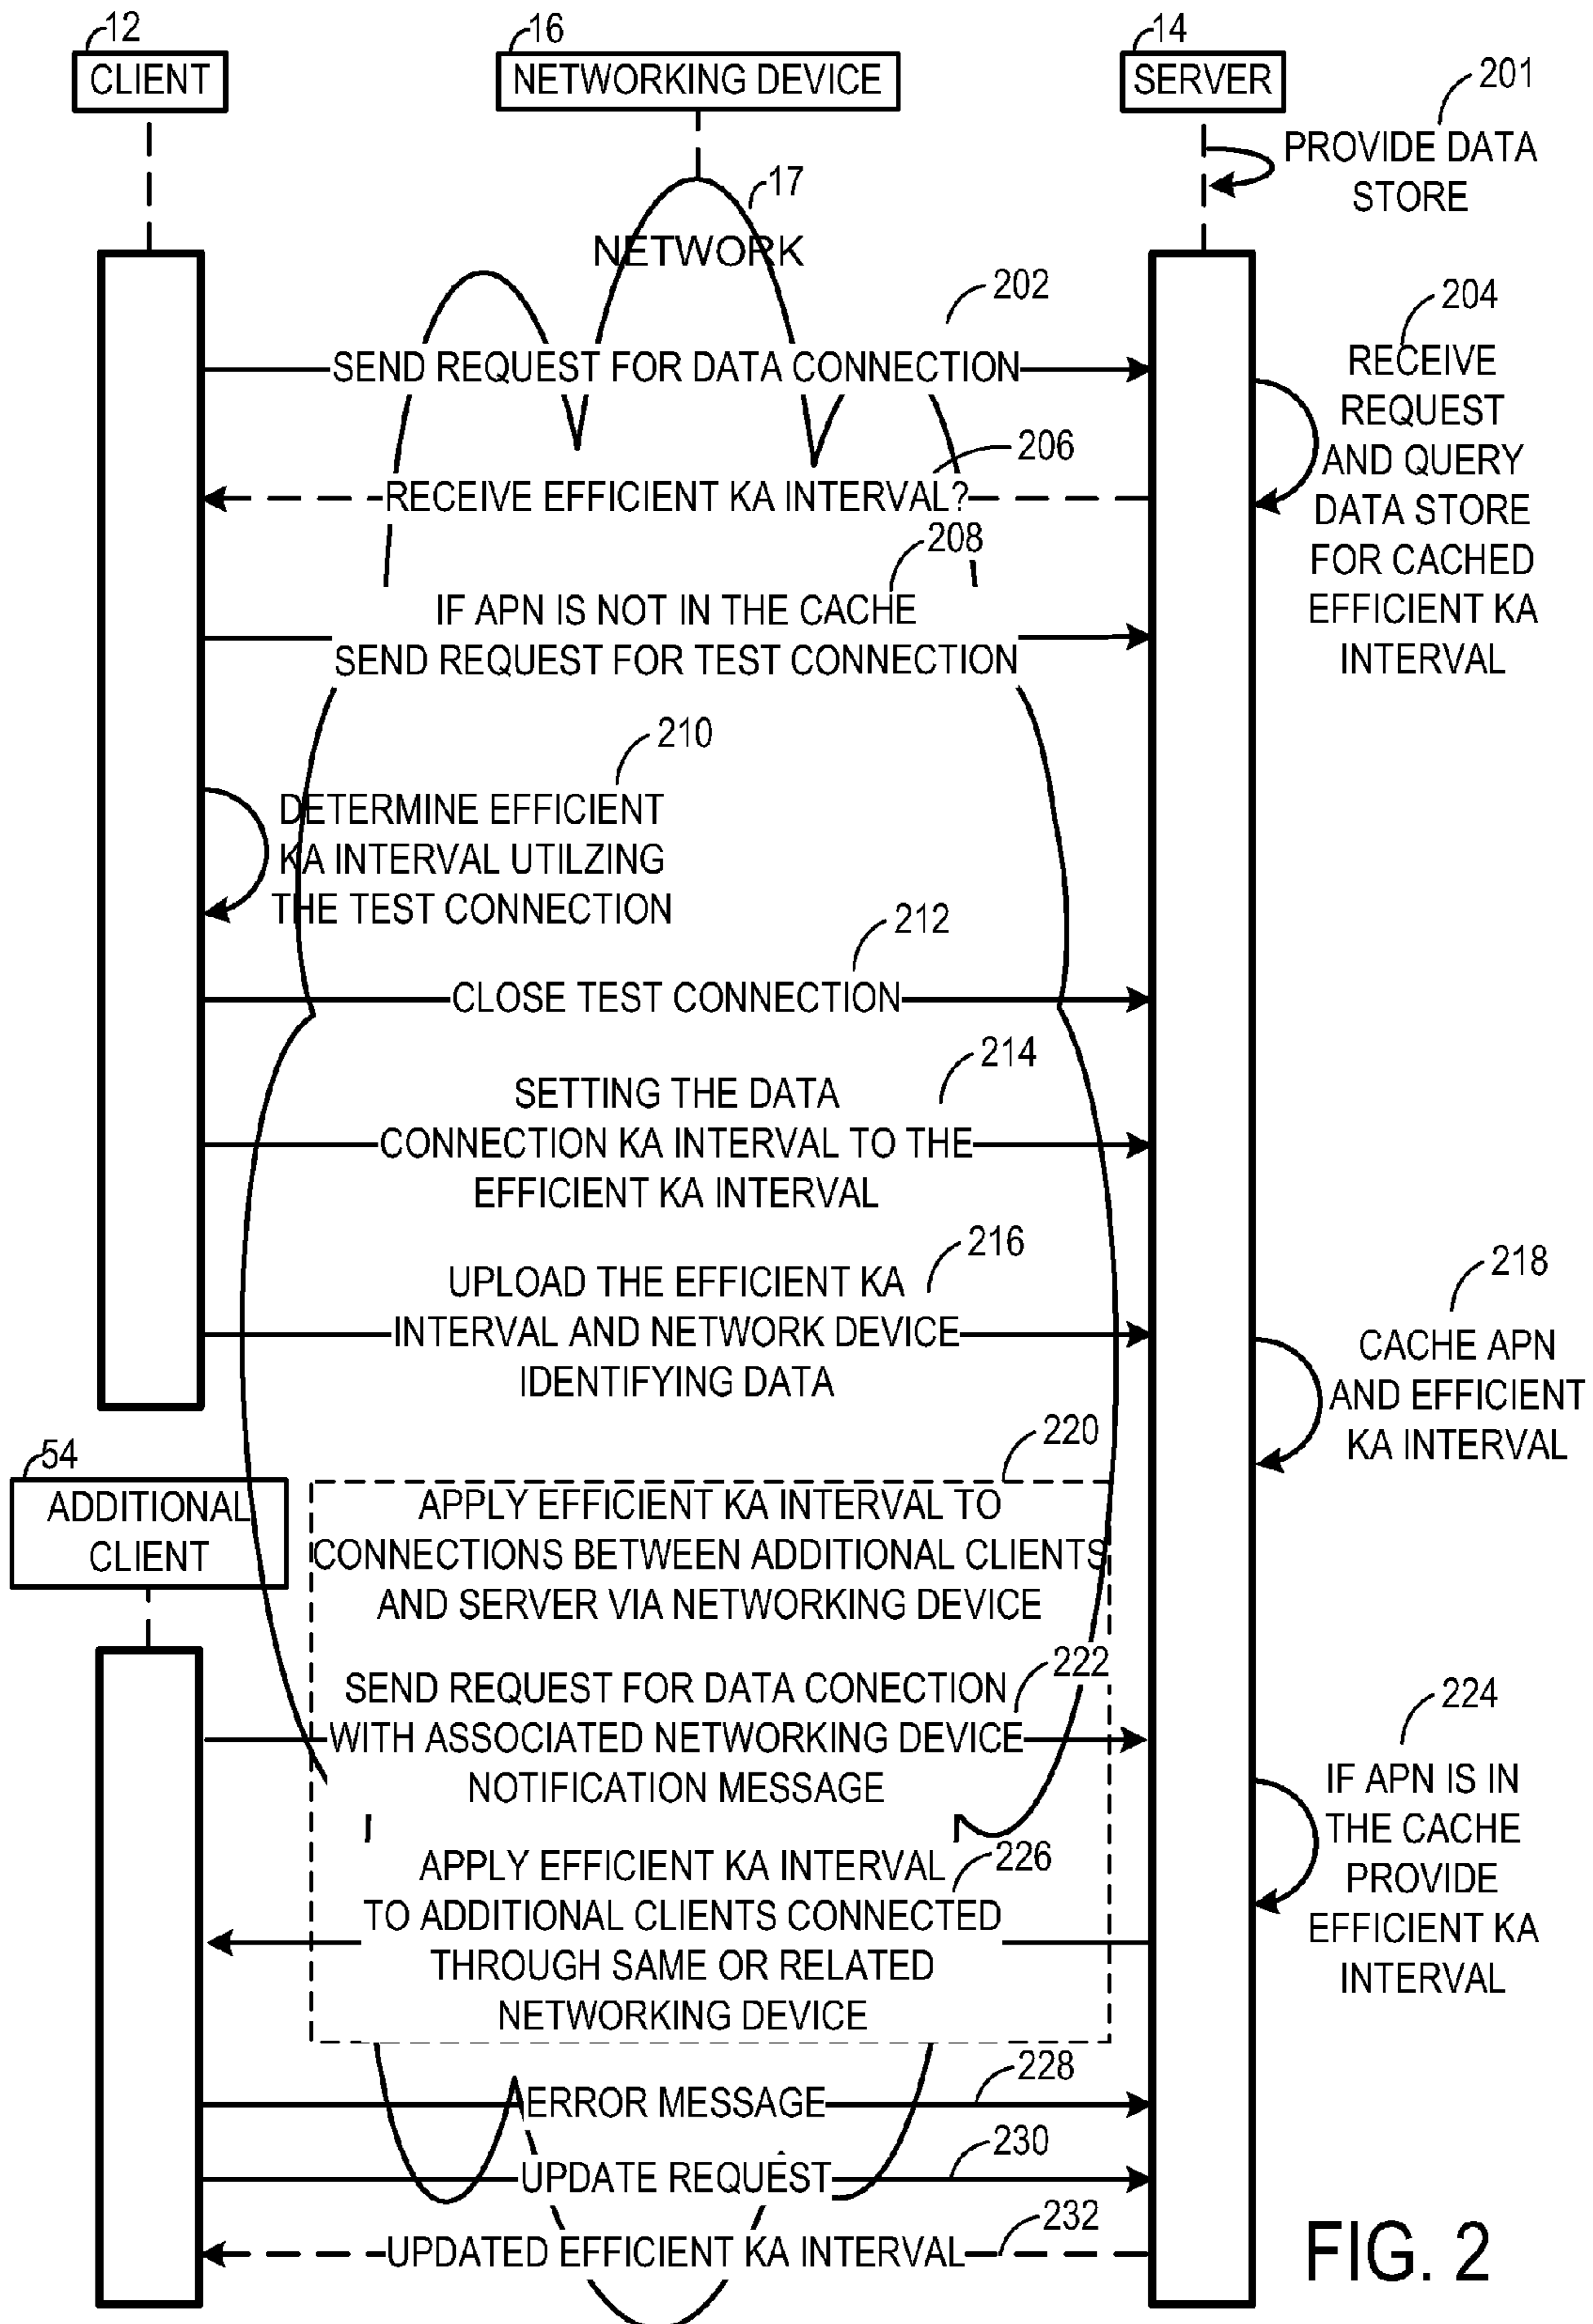 12
CLIENT
16
NETWORKING DEVICE
14
SERVER
201
PROVIDE DATA
STORE
17
NETWORK
202
SEND REQUEST FOR DATA CONNECTION
204
RECEIVE
REQUEST
AND QUERY
DATA STORE
FOR CACHED
EFFICIENT KA
INTERVAL
206
RECEIVE EFFICIENT KA INTERVAL?
208
IF APN IS NOT IN THE CACHE
SEND REQUEST FOR TEST CONNECTION
210
DETERMINE EFFICIENT
KA INTERVAL UTILZING
THE TEST CONNECTION
212
CLOSE TEST CONNECTION
214
SETTING THE DATA
CONNECTION KA INTERVAL TO THE
EFFICIENT KA INTERVAL
216
UPLOAD THE EFFICIENT KA
INTERVAL AND NETWORK DEVICE
IDENTIFYING DATA
218
CACHE APN
AND EFFICIENT
KA INTERVAL
54
ADDITIONAL
CLIENT
220
APPLY EFFICIENT KA INTERVAL TO
CONNECTIONS BETWEEN ADDITIONAL CLIENTS
AND SERVER VIA NETWORKING DEVICE
222
SEND REQUEST FOR DATA CONECTION
WITH ASSOCIATED NETWORKING DEVICE
NOTIFICATION MESSAGE
224
IF APN IS IN
THE CACHE
PROVIDE
EFFICIENT KA
INTERVAL
226
APPLY EFFICIENT KA INTERVAL
TO ADDITIONAL CLIENTS CONNECTED
THROUGH SAME OR RELATED
NETWORKING DEVICE
228
ERROR MESSAGE
230
UPDATE REQUEST
232
UPDATED EFFICIENT KA INTERVAL
FIG. 2